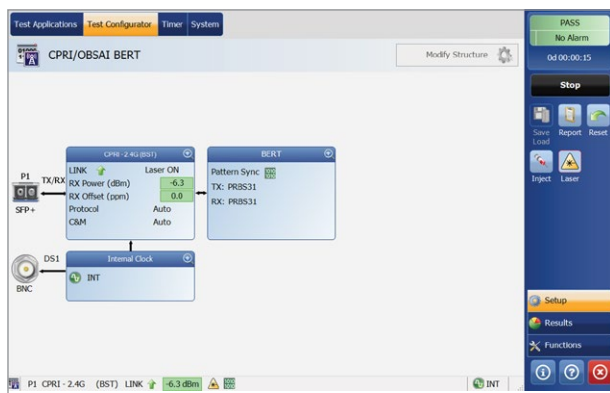 Test Applications Test Configurator Timer System
CPRI/OBSAI BERT
Modify Structure
PASS
No Alarm
0d 00:00:15
Stop
Save Load Report Reset
Inject Laser
CPRI-2.4G (BST)
LINK Laser ON
RX Power (dBm) -6.3
RX Offset (ppm) 0.0
Protocol Auto
C&M Auto
BERT
Pattern Sync
TX: PRBS31
RX: PRBS31
P1 TX/RX
SFP+
DS1
BNC
Internal Clock
INT
Setup
Results
Functions
P1 CPRI - 2.4G (BST) LINK -6.3 dBm INT